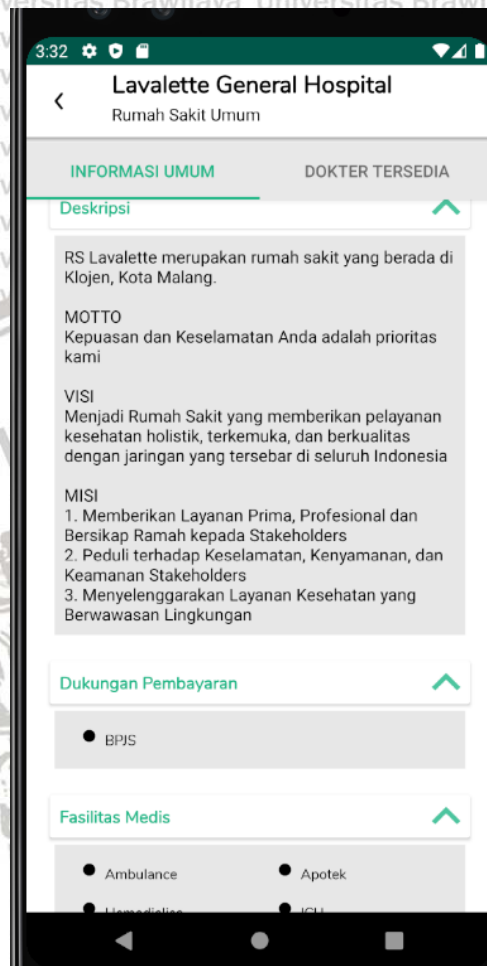 Universitas Brawijaya Universitas Braw
3:32
Lavalette General Hospital
Rumah Sakit Umum
INFORMASI UMUM
DOKTER TERSEDIA
Deskripsi
RS Lavalette merupakan rumah sakit yang berada di
Klojen, Kota Malang.
MOTTO
Kepuasan dan Keselamatan Anda adalah prioritas
kami
VISI
Menjadi Rumah Sakit yang memberikan pelayanan
kesehatan holistik, terkemuka, dan berkualitas
dengan jaringan yang tersebar di seluruh Indonesia
MISI
1. Memberikan Layanan Prima, Profesional dan
Bersikap Ramah kepada Stakeholders
2. Peduli terhadap Keselamatan, Kenyamanan, dan
Keamanan Stakeholders
3. Menyelenggarakan Layanan Kesehatan yang
Berwawasan Lingkungan
Dukungan Pembayaran
BPJS
Fasilitas Medis
Ambulance
Apotek